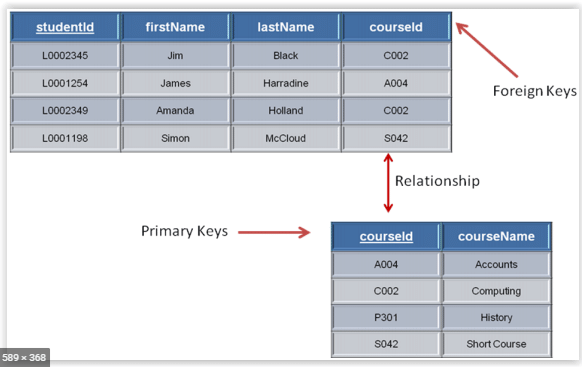 studentId firstName lastName courseId
L0002345 Jim Black C002
L0001254 James Harradine A004
L0002349 Amanda Holland C002
L0001198 Simon McCloud S042
Foreign Keys
Relationship
Primary Keys
courseId courseName
A004 Accounts
C002 Computing
P301 History
S042 Short Course
589 × 368